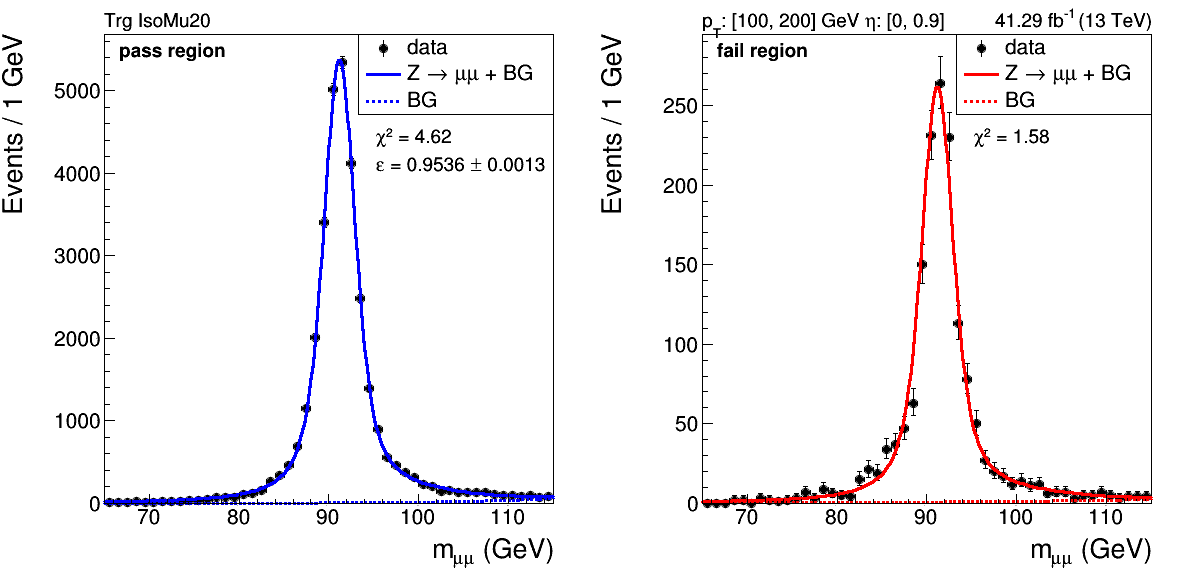 Trg IsoMu20
pass region
data
Z → μμ + BG
BG
χ² = 4.62
ε = 0.9536 ± 0.0013
Events / 1 GeV
5000
4000
3000
2000
1000
0
70 80 90 100 110
m_μμ (GeV)
p_T: [100, 200] GeV η: [0, 0.9] 41.29 fb⁻¹ (13 TeV)
fail region
data
Z → μμ + BG
BG
χ² = 1.58
Events / 1 GeV
250
200
150
100
50
0
70 80 90 100 110
m_μμ (GeV)